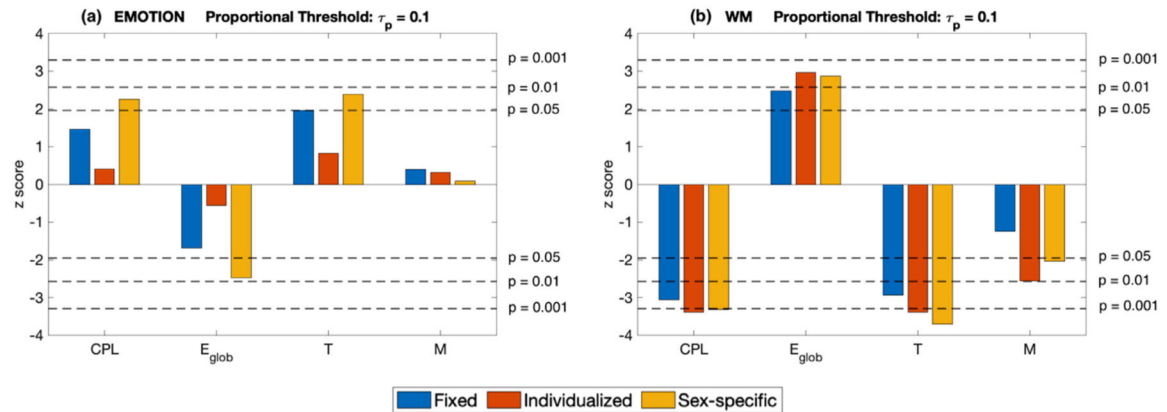 (a) EMOTION Proportional Threshold: τp = 0.1
4
3
2
1
0
-1
-2
-3
-4
z score
p = 0.001
p = 0.01
p = 0.05
p = 0.05
p = 0.01
p = 0.001
CPL Eglob T M
(b) WM Proportional Threshold: τp = 0.1
4
3
2
1
0
-1
-2
-3
-4
z score
p = 0.001
p = 0.01
p = 0.05
p = 0.05
p = 0.01
p = 0.001
CPL Eglob T M
Fixed Individualized Sex-specific